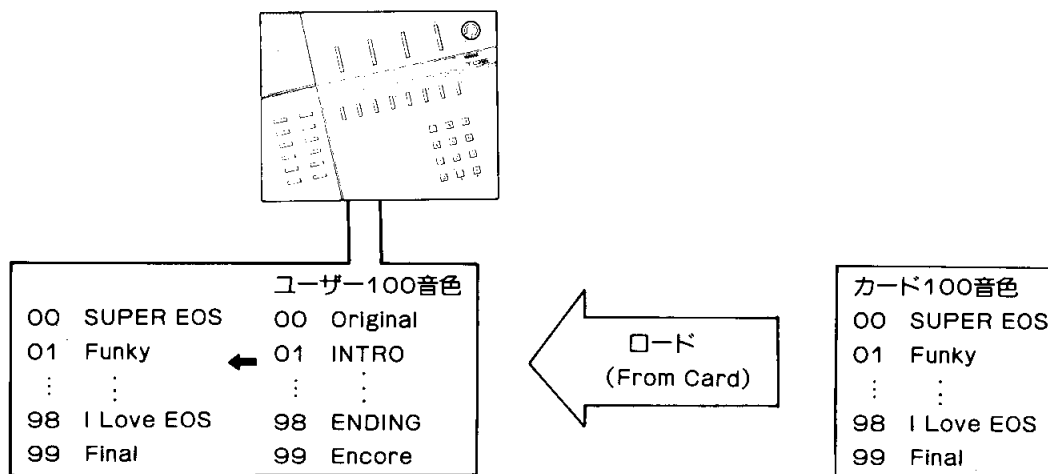 ユーザー100音色
00 SUPER EOS 00 Original
01 Funky 01 INTRO
⋮ ⋮ ⋮ ⋮
98 I Love EOS 98 ENDING
99 Final 99 Encore
ロード
(From Card)
カード100音色
00 SUPER EOS
01 Funky
⋮ ⋮
98 I Love EOS
99 Final